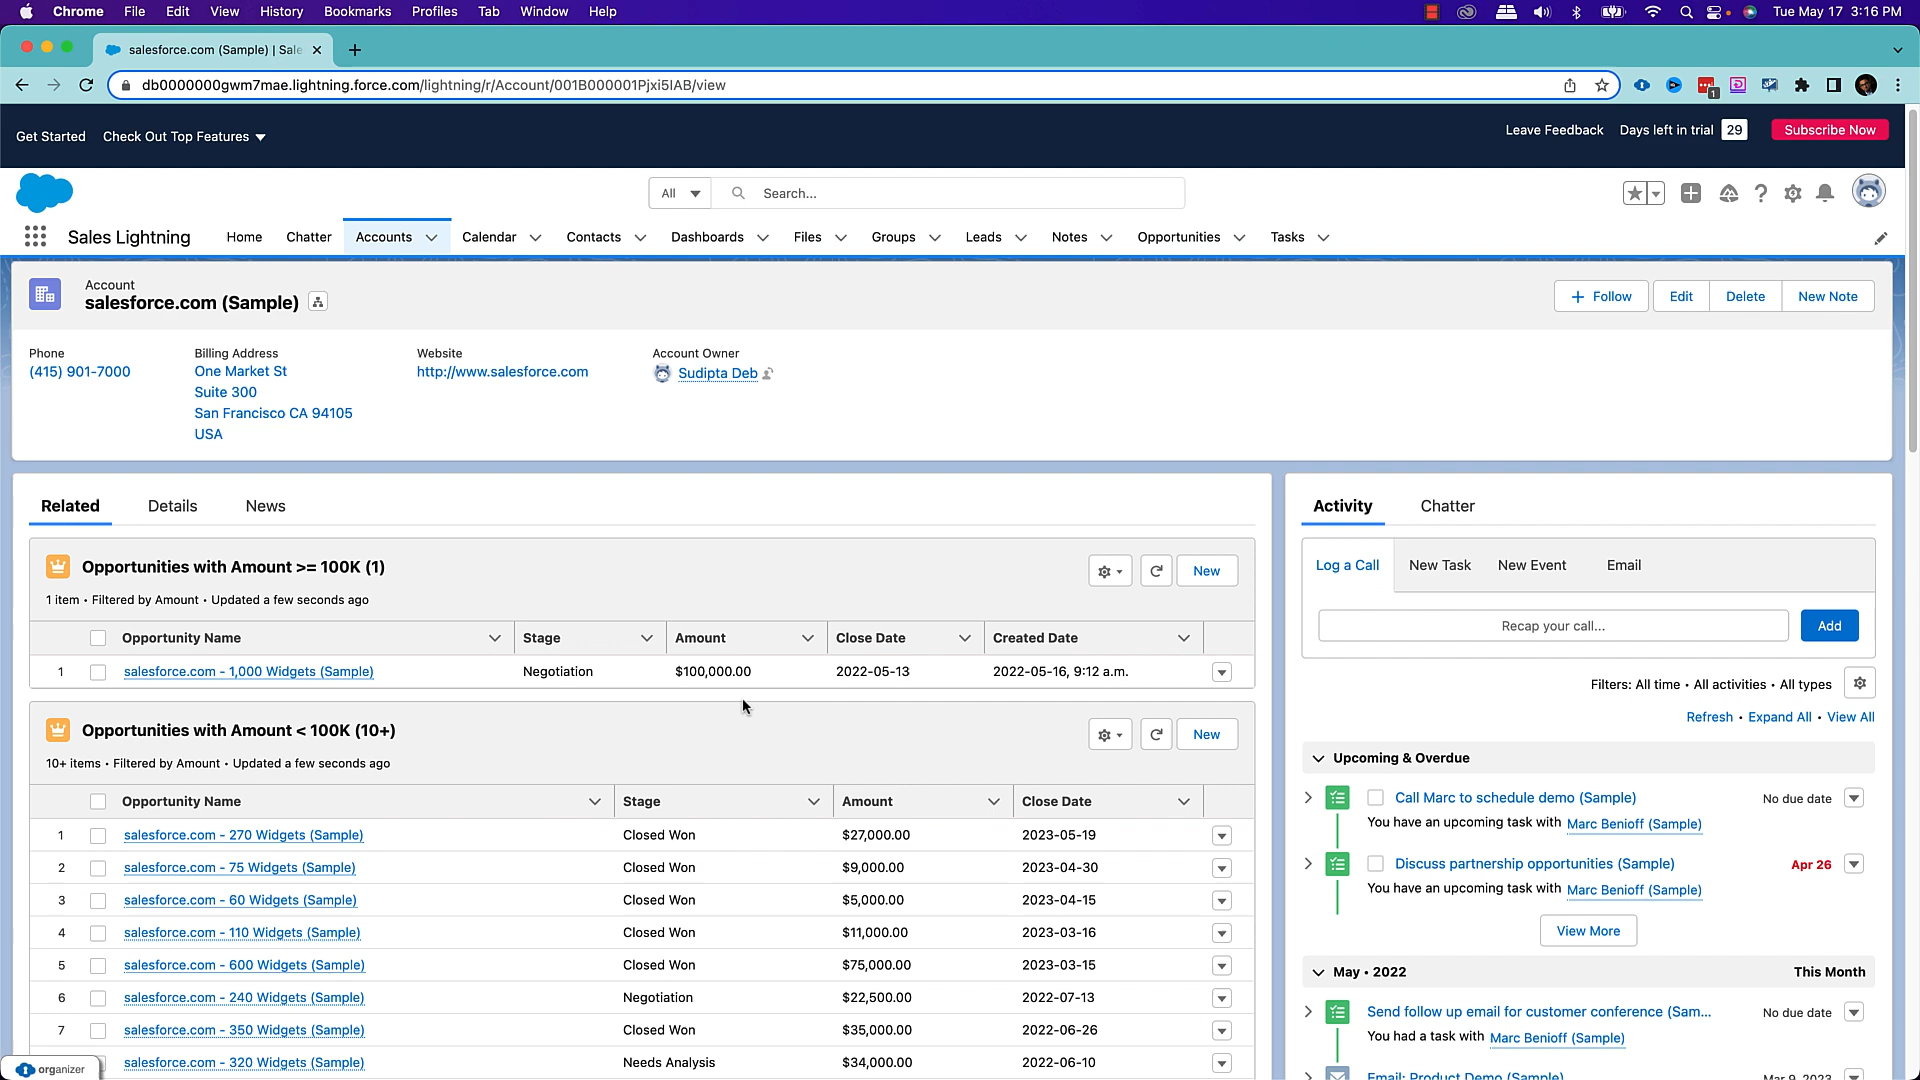 Chrome File Edit View History Bookmarks Profiles Tab Window Help Tue May 17 3:16 PM
salesforce.com (Sample) | Sale
db0000000gwm7mae.lightning.force.com/lightning/r/Account/001B000001Pjxi5IAB/view 1
Get Started Check Out Top Features Leave Feedback Days left in trial 29 Subscribe Now
All Search...
Sales Lightning Home Chatter Accounts Calendar Contacts Dashboards Files Groups Leads Notes Opportunities Tasks
Account
salesforce.com (Sample)
+ Follow Edit Delete New Note
Phone Billing Address Website Account Owner
(415) 901-7000 One Market St http://www.salesforce.com Sudipta Deb
Suite 300
San Francisco CA 94105
USA
Related Details News
Opportunities with Amount >= 100K (1)
New
1 item • Filtered by Amount • Updated a few seconds ago
Opportunity Name Stage Amount Close Date Created Date
1 salesforce.com - 1,000 Widgets (Sample) Negotiation $100,000.00 2022-05-13 2022-05-16, 9:12 a.m.
Opportunities with Amount < 100K (10+)
New
10+ items • Filtered by Amount • Updated a few seconds ago
Opportunity Name Stage Amount Close Date
1 salesforce.com - 270 Widgets (Sample) Closed Won $27,000.00 2023-05-19
2 salesforce.com - 75 Widgets (Sample) Closed Won $9,000.00 2023-04-30
3 salesforce.com - 60 Widgets (Sample) Closed Won $5,000.00 2023-04-15
4 salesforce.com - 110 Widgets (Sample) Closed Won $11,000.00 2023-03-16
5 salesforce.com - 600 Widgets (Sample) Closed Won $75,000.00 2023-03-15
6 salesforce.com - 240 Widgets (Sample) Negotiation $22,500.00 2022-07-13
7 salesforce.com - 350 Widgets (Sample) Closed Won $35,000.00 2022-06-26
salesforce.com - 320 Widgets (Sample) Needs Analysis $34,000.00 2022-06-10
organizer
Activity Chatter
Log a Call New Task New Event Email
Recap your call... Add
Filters: All time • All activities • All types
Refresh • Expand All • View All
Upcoming & Overdue
Call Marc to schedule demo (Sample) No due date
You have an upcoming task with Marc Benioff (Sample)
Discuss partnership opportunities (Sample) Apr 26
You have an upcoming task with Marc Benioff (Sample)
View More
May • 2022 This Month
Send follow up email for customer conference (Sam... No due date
You had a task with Marc Benioff (Sample)
Email: Product Demo (Sample) Mar 9, 2023